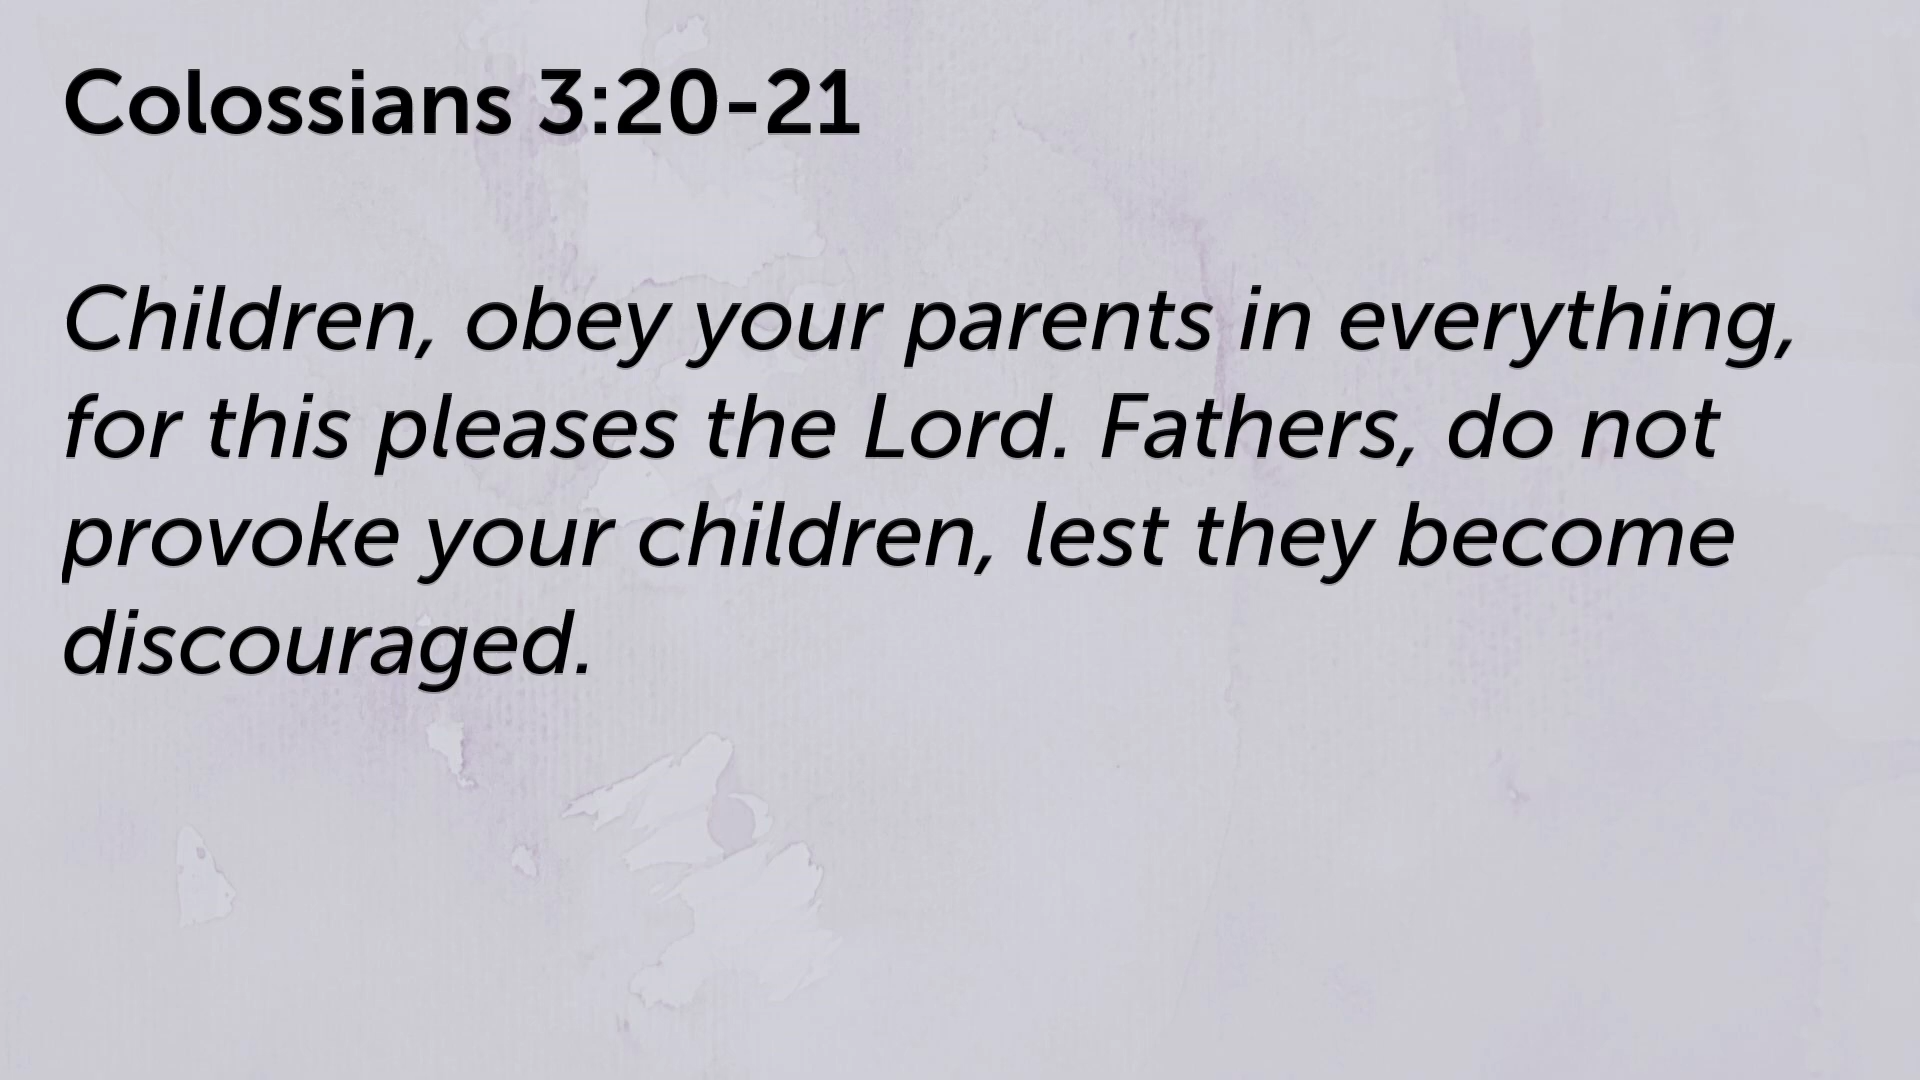 Colossians 3:20-21
Children, obey your parents in everything,
for this pleases the Lord. Fathers, do not
provoke your children, lest they become
discouraged.